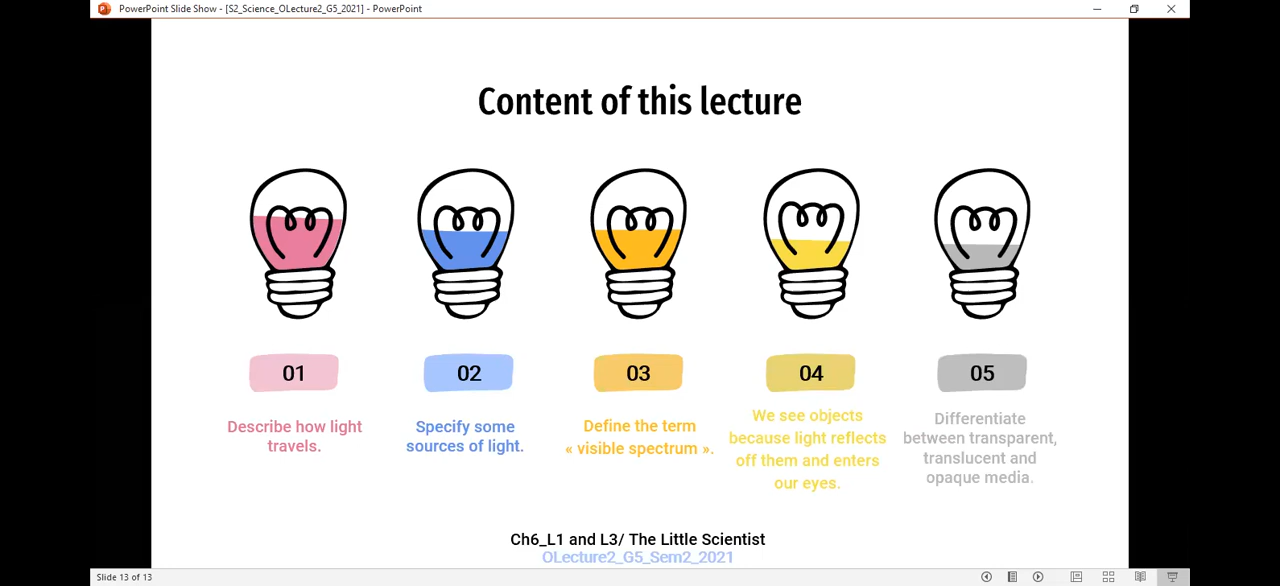 PowerPoint Slide Show - [S2_Science_OLecture2_G5_2021] - PowerPoint
Content of this lecture
01
02
03
04
05
Describe how light
travels.
Specify some
sources of light.
Define the term
« visible spectrum ».
We see objects
because light reflects
off them and enters
our eyes.
Differentiate
between transparent,
translucent and
opaque media.
Ch6_L1 and L3/ The Little Scientist
OLecture2_G5_Sem2_2021
Slide 13 of 13